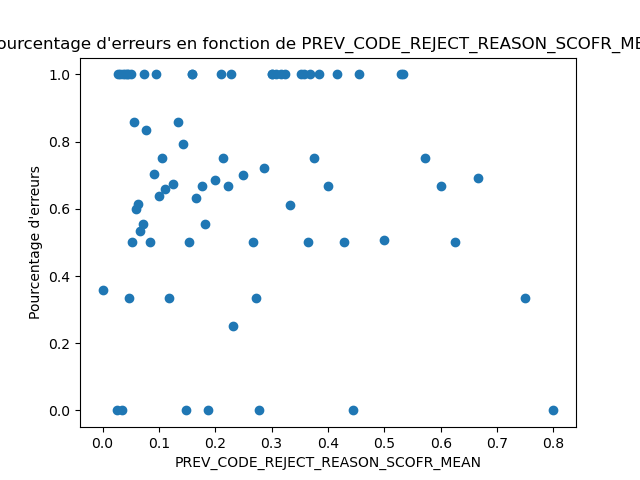 ourcentage d'erreurs en fonction de PREV_CODE_REJECT_REASON_SCOFR_ME
Pourcentage d'erreurs
1.0
0.8
0.6
0.4
0.2
0.0
0.0 0.1 0.2 0.3 0.4 0.5 0.6 0.7 0.8
PREV_CODE_REJECT_REASON_SCOFR_MEAN